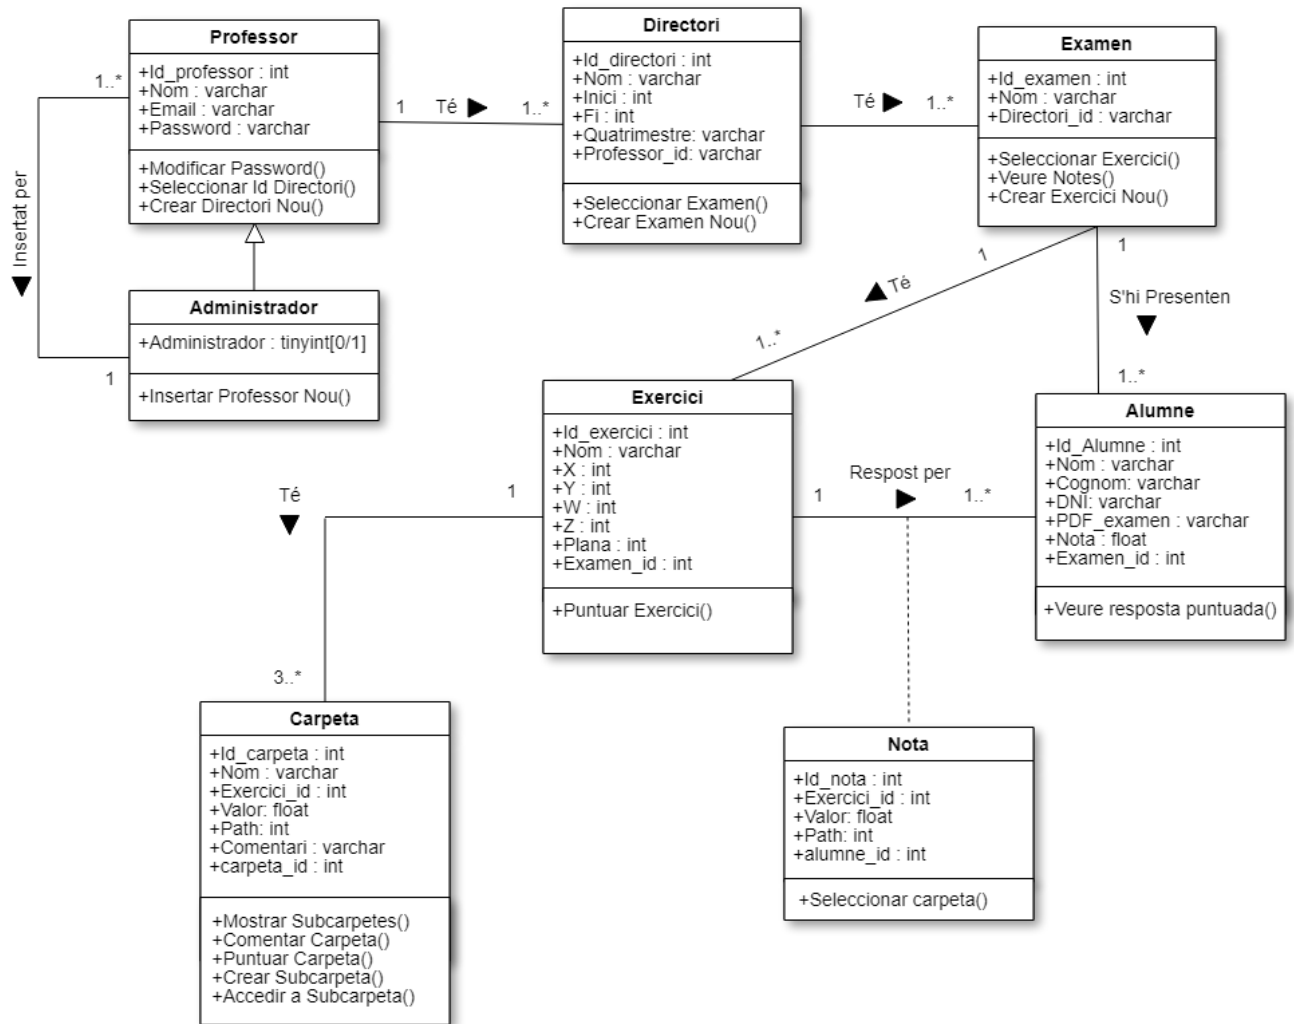 Professor
+Id_professor : int
+Nom : varchar
+Email : varchar
+Password : varchar
+Modificar Password()
+Seleccionar Id Directori()
+Crear Directori Nou()
1..*
Insertat per
1
Administrador
+Administrador : tinyint[0/1]
+Insertar Professor Nou()
1
Té
1..*
Directori
+Id_directori : int
+Nom : varchar
+Inici : int
+Fi : int
+Quatrimestre: varchar
+Professor_id: varchar
+Seleccionar Examen()
+Crear Examen Nou()
Té
1..*
Examen
+Id_examen : int
+Nom : varchar
+Directori_id : varchar
+Seleccionar Exercici()
+Veure Notes()
+Crear Exercici Nou()
1
Té
1..*
1
S'hi Presenten
1..*
Exercici
+Id_exercici : int
+Nom : varchar
+X : int
+Y : int
+W : int
+Z : int
+Plana : int
+Examen_id : int
+Puntuar Exercici()
1
Respost per
1..*
Alumne
+Id_Alumne : int
+Nom : varchar
+Cognom: varchar
+DNI: varchar
+PDF_examen : varchar
+Nota : float
+Examen_id : int
+Veure resposta puntuada()
1
Té
3..*
Carpeta
+Id_carpeta : int
+Nom : varchar
+Exercici_id : int
+Valor: float
+Path: int
+Comentari : varchar
+carpeta_id : int
+Mostrar Subcarpetes()
+Comentar Carpeta()
+Puntuar Carpeta()
+Crear Subcarpeta()
+Accedir a Subcarpeta()
Nota
+Id_nota : int
+Exercici_id : int
+Valor: float
+Path: int
+alumne_id : int
+Seleccionar carpeta()